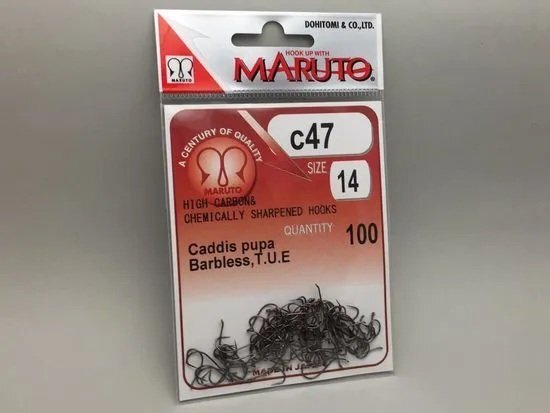 DOHITOMI & CO.,LTD.
HOOK UP WITH
MARUTO®
MARUTO
A CENTURY OF QUALITY
c47
SIZE
14
MARUTO
HIGH CARBON&
CHEMICALLY SHARPENED HOOKS
QUANTITY
100
Caddis pupa
Barbless,T.U.E
MADE IN